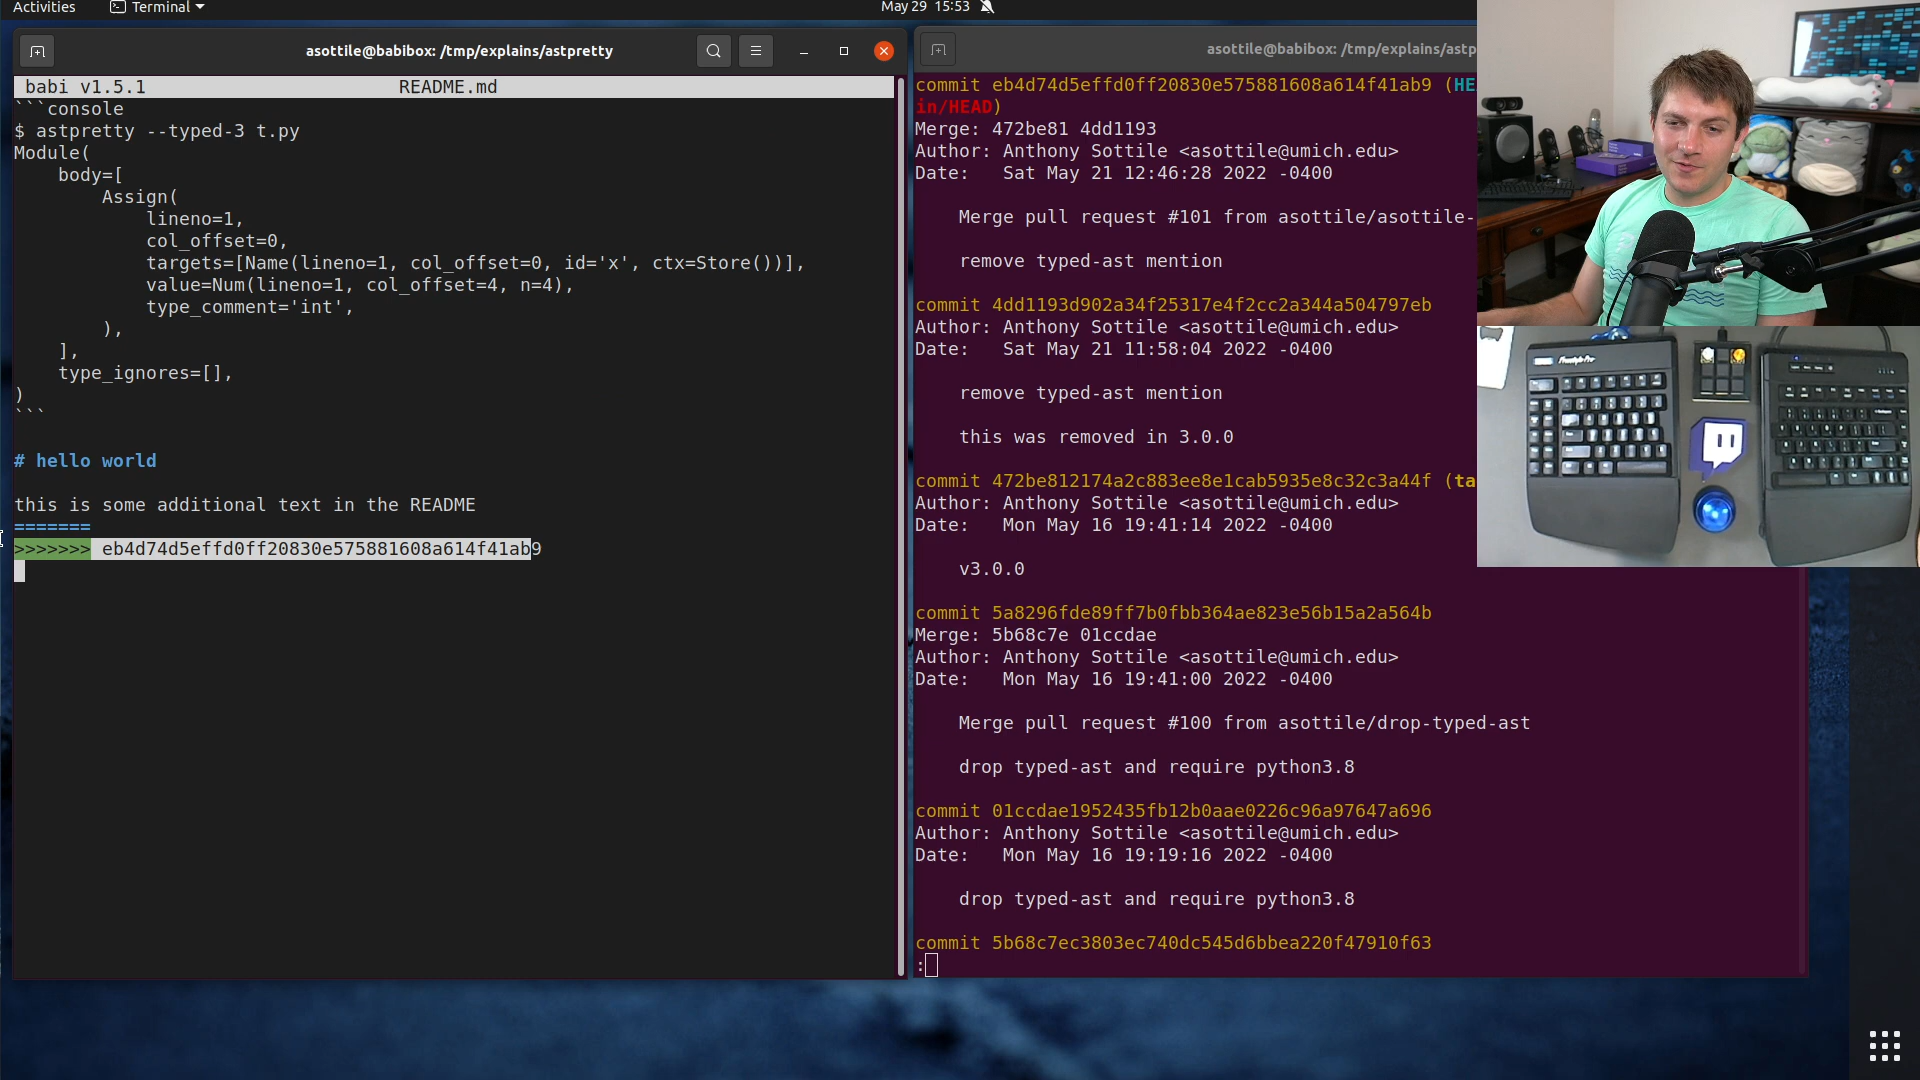 Activities
Terminal
May 29 15:53
asottile@babibox: /tmp/explains/astpretty
babi v1.5.1
README.md
```console
$ astpretty --typed-3 t.py
Module(
    body=[
        Assign(
            lineno=1,
            col_offset=0,
            targets=[Name(lineno=1, col_offset=0, id='x', ctx=Store())],
            value=Num(lineno=1, col_offset=4, n=4),
            type_comment='int',
        ),
    ],
    type_ignores=[],
)
```
# hello world
this is some additional text in the README
=======
>>>>>>> eb4d74d5effd0ff20830e575881608a614f41ab9
asottile@babibox: /tmp/explains/astp
commit eb4d74d5effd0ff20830e575881608a614f41ab9 (HE
in/HEAD)
Merge: 472be81 4dd1193
Author: Anthony Sottile <asottile@umich.edu>
Date:   Sat May 21 12:46:28 2022 -0400
    Merge pull request #101 from asottile/asottile-
    remove typed-ast mention
commit 4dd1193d902a34f25317e4f2cc2a344a504797eb
Author: Anthony Sottile <asottile@umich.edu>
Date:   Sat May 21 11:58:04 2022 -0400
    remove typed-ast mention
    this was removed in 3.0.0
commit 472be812174a2c883ee8e1cab5935e8c32c3a44f (ta
Author: Anthony Sottile <asottile@umich.edu>
Date:   Mon May 16 19:41:14 2022 -0400
    v3.0.0
commit 5a8296fde89ff7b0fbb364ae823e56b15a2a564b
Merge: 5b68c7e 01ccdae
Author: Anthony Sottile <asottile@umich.edu>
Date:   Mon May 16 19:41:00 2022 -0400
    Merge pull request #100 from asottile/drop-typed-ast
    drop typed-ast and require python3.8
commit 01ccdae1952435fb12b0aae0226c96a97647a696
Author: Anthony Sottile <asottile@umich.edu>
Date:   Mon May 16 19:19:16 2022 -0400
    drop typed-ast and require python3.8
commit 5b68c7ec3803ec740dc545d6bbea220f47910f63
:
Freestyle Pro